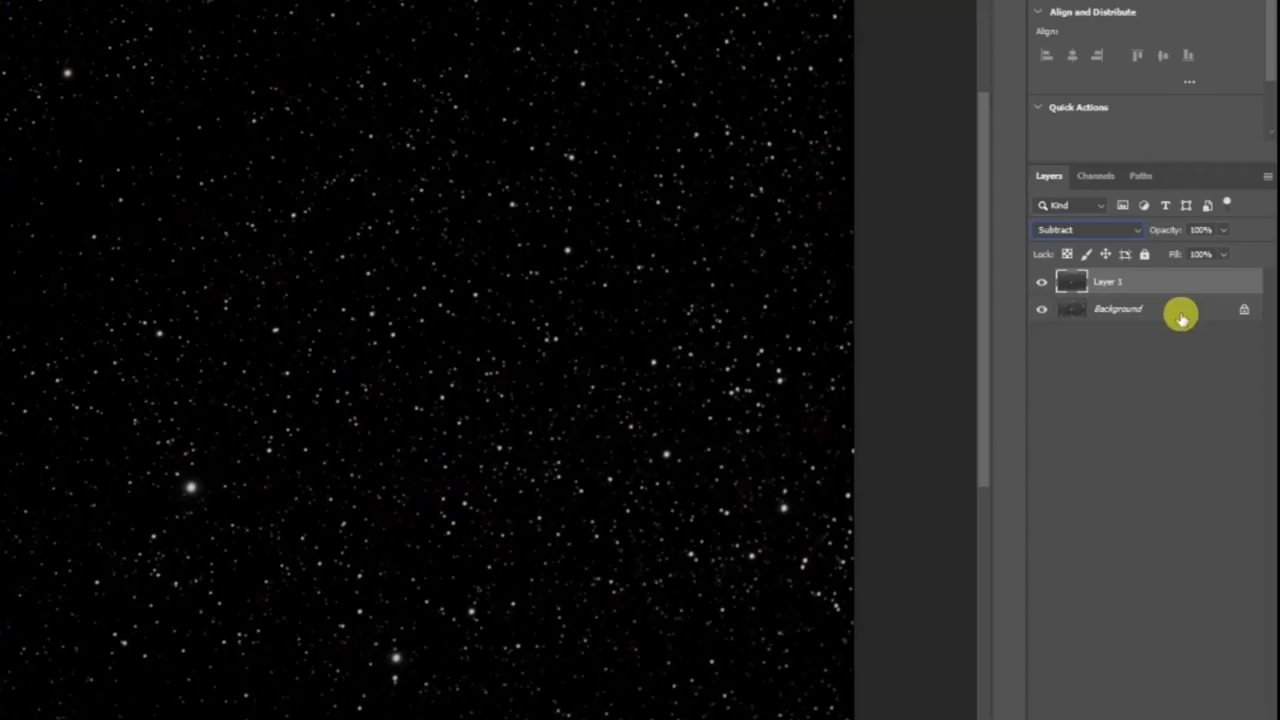 Align and Distribute
Align:
Quick Actions
Layers Channels Paths
Kind
Subtract Opacity: 100%
Lock: Fill: 100%
Layer 1
Background